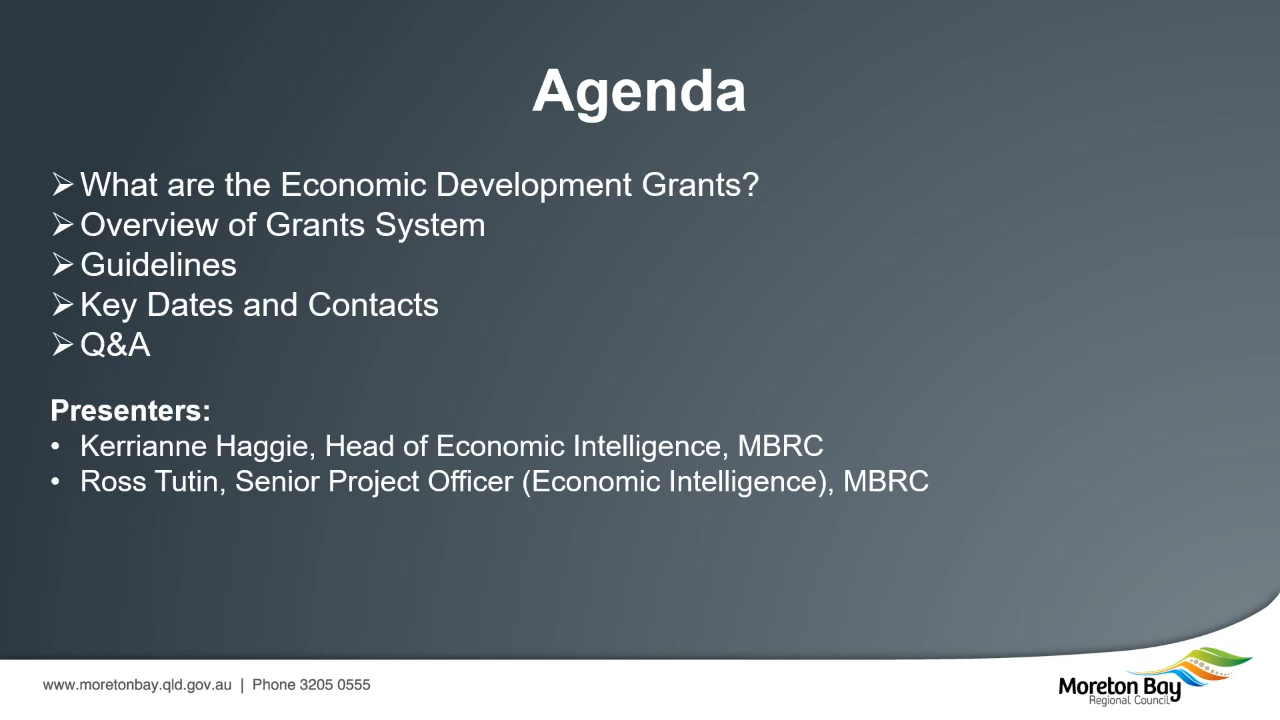 Agenda
➢ What are the Economic Development Grants?
➢ Overview of Grants System
➢ Guidelines
➢ Key Dates and Contacts
➢ Q&A
Presenters:
• Kerrianne Haggie, Head of Economic Intelligence, MBRC
• Ross Tutin, Senior Project Officer (Economic Intelligence), MBRC
www.moretonbay.qld.gov.au | Phone 3205 0555
Moreton Bay
Regional Council